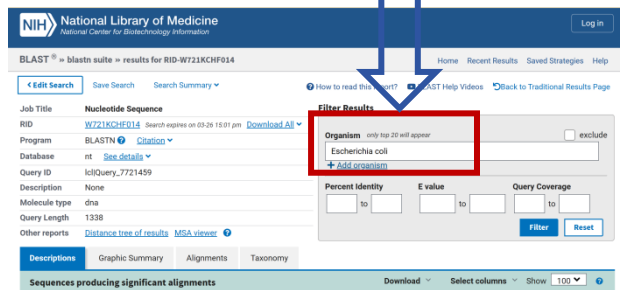 NIH National Library of Medicine
National Center for Biotechnology Information
Log in
BLAST ® » blastn suite » results for RID-W721KCHF014
Home Recent Results Saved Strategies Help
< Edit Search Save Search Search Summary
How to read this report? BLAST Help Videos Back to Traditional Results Page
Job Title Nucleotide Sequence
RID W721KCHF014 Search expires on 03-26 15:01 pm Download All
Program BLASTN Citation
Database nt See details
Query ID lcl|Query_7721459
Description None
Molecule type dna
Query Length 1338
Other reports Distance tree of results MSA viewer
Filter Results
Organism only top 20 will appear exclude
Escherichia coli
+ Add organism
Percent Identity E value Query Coverage
to to to
Filter Reset
Descriptions Graphic Summary Alignments Taxonomy
Sequences producing significant alignments Download Select columns Show 100